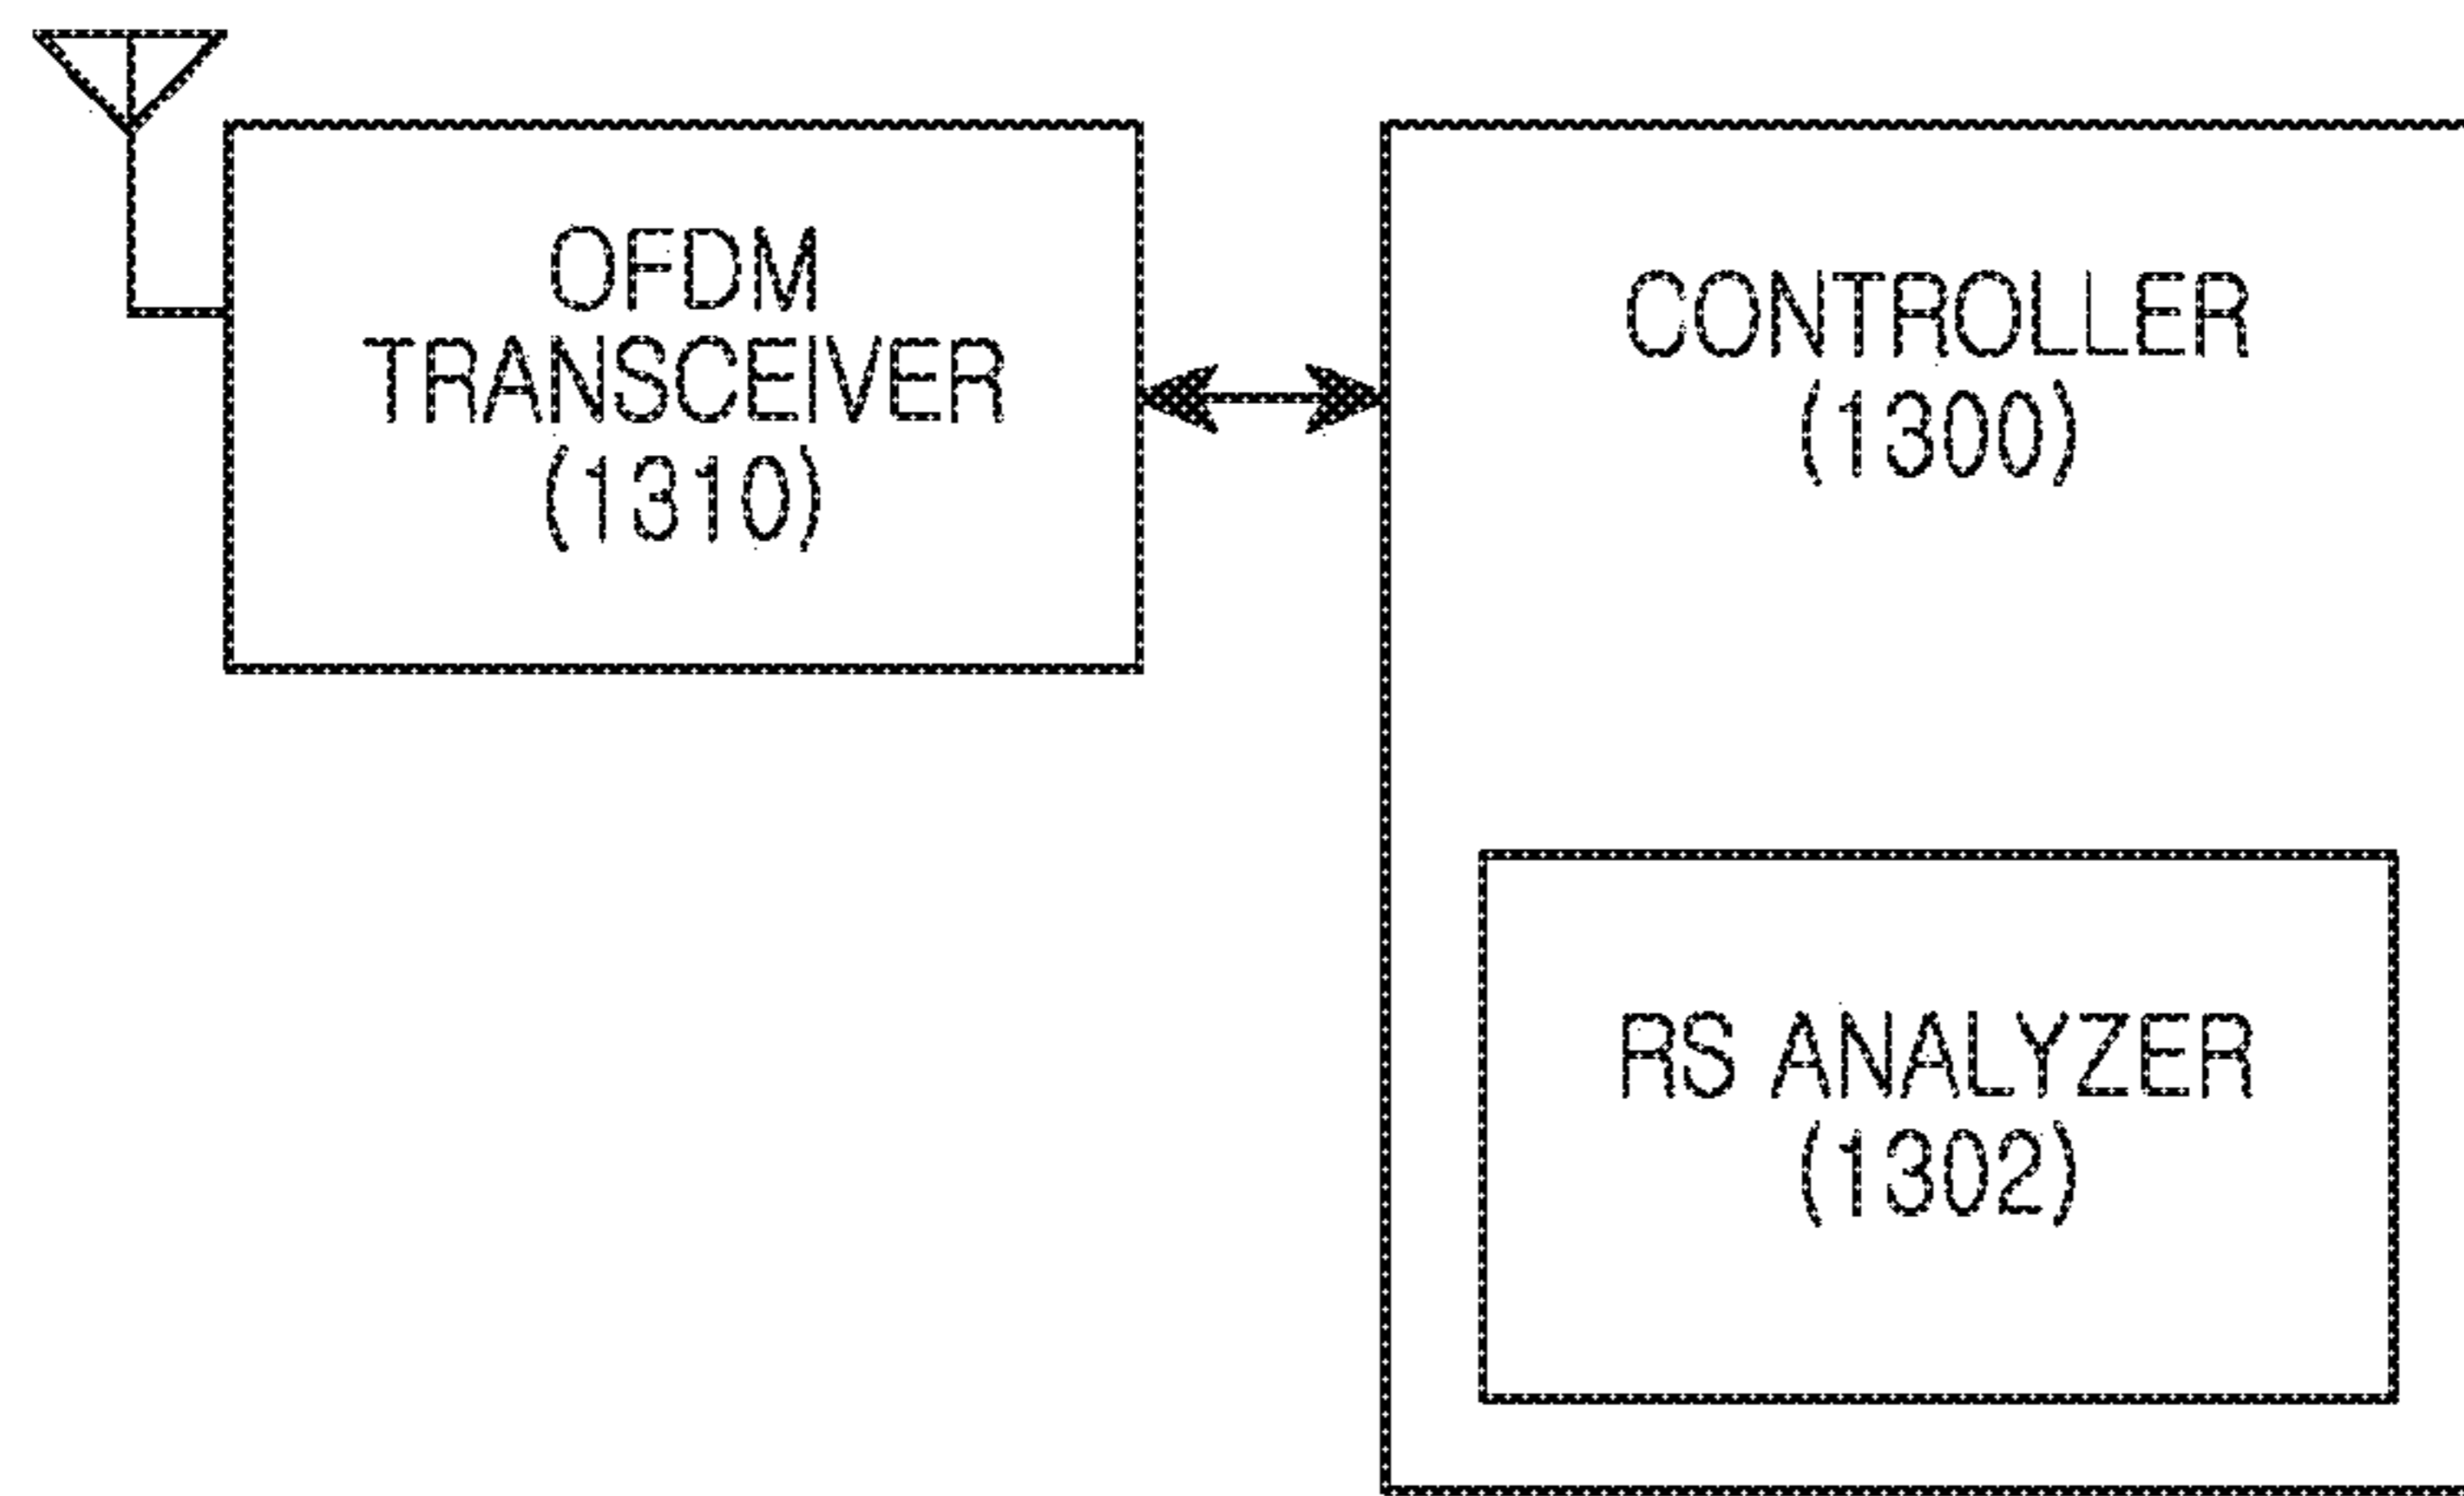 OFDM
TRANSCEIVER
(1310)
CONTROLLER
(1300)
RS ANALYZER
(1302)